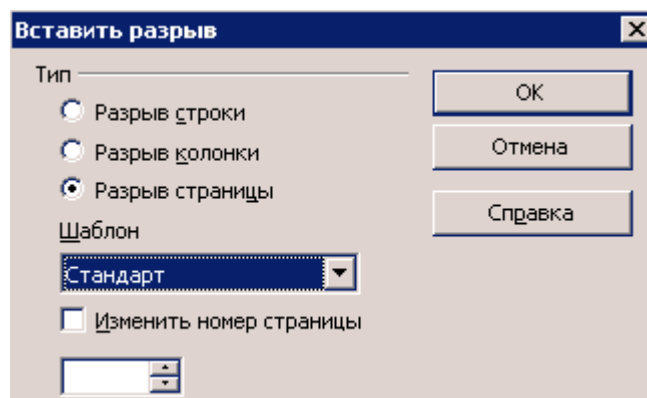 Вставить разрыв
Тип
OK
Разрыв строки
Разрыв колонки
Отмена
Разрыв страницы
Справка
Шаблон
Стандарт
Изменить номер страницы